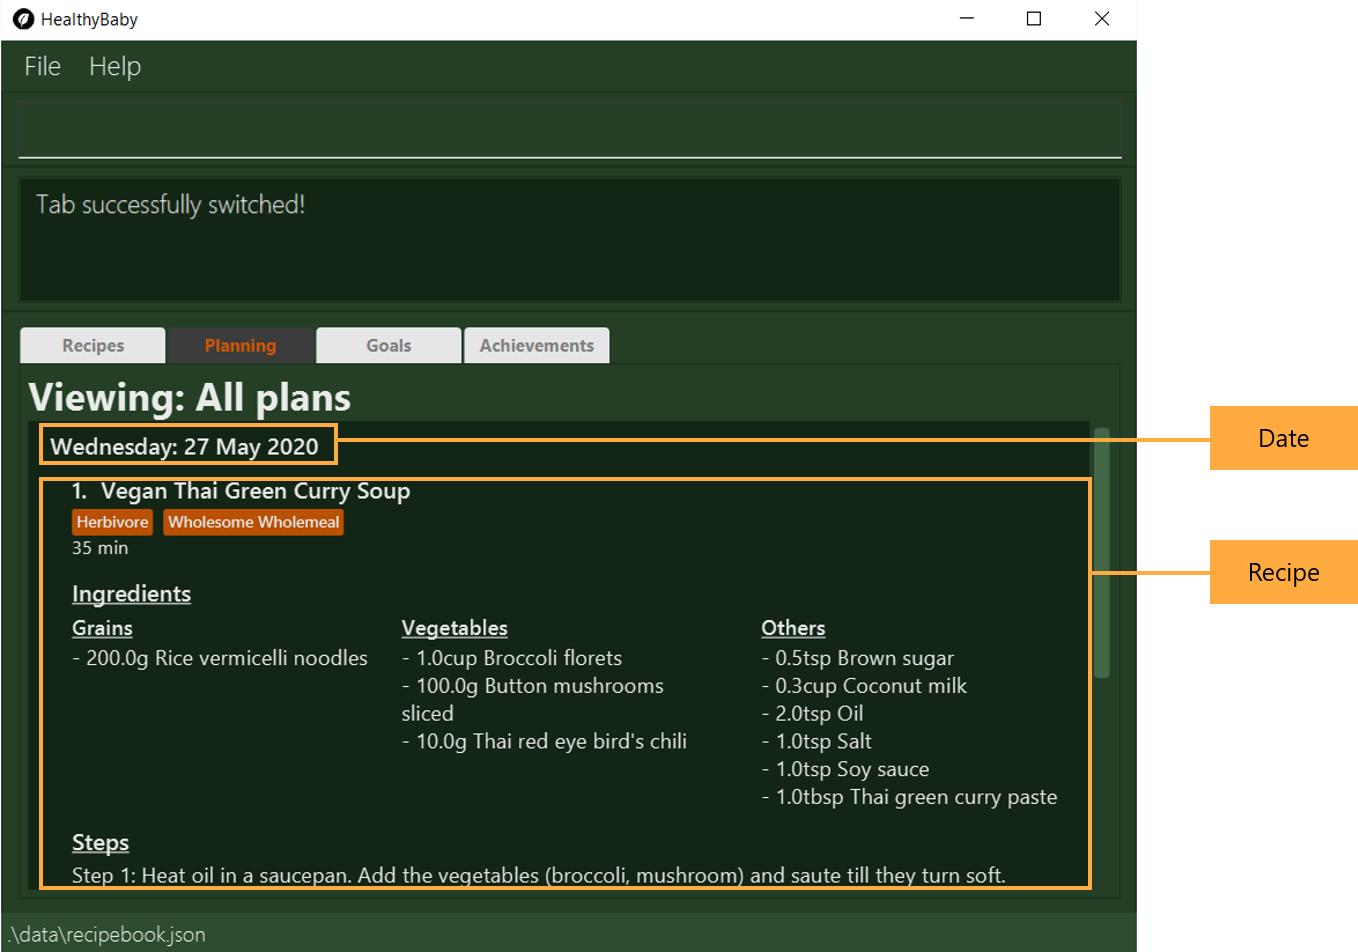 HealthyBaby
File Help
Tab successfully switched!
Recipes Planning Goals Achievements
Viewing: All plans
Wednesday: 27 May 2020
Date
1. Vegan Thai Green Curry Soup
Herbivore Wholesome Wholemeal
35 min
Recipe
Ingredients
Grains
- 200.0g Rice vermicelli noodles
Vegetables
- 1.0cup Broccoli florets
- 100.0g Button mushrooms
sliced
- 10.0g Thai red eye bird's chili
Others
- 0.5tsp Brown sugar
- 0.3cup Coconut milk
- 2.0tsp Oil
- 1.0tsp Salt
- 1.0tsp Soy sauce
- 1.0tbsp Thai green curry paste
Steps
Step 1: Heat oil in a saucepan. Add the vegetables (broccoli, mushroom) and saute till they turn soft.
.\data\recipebook.json